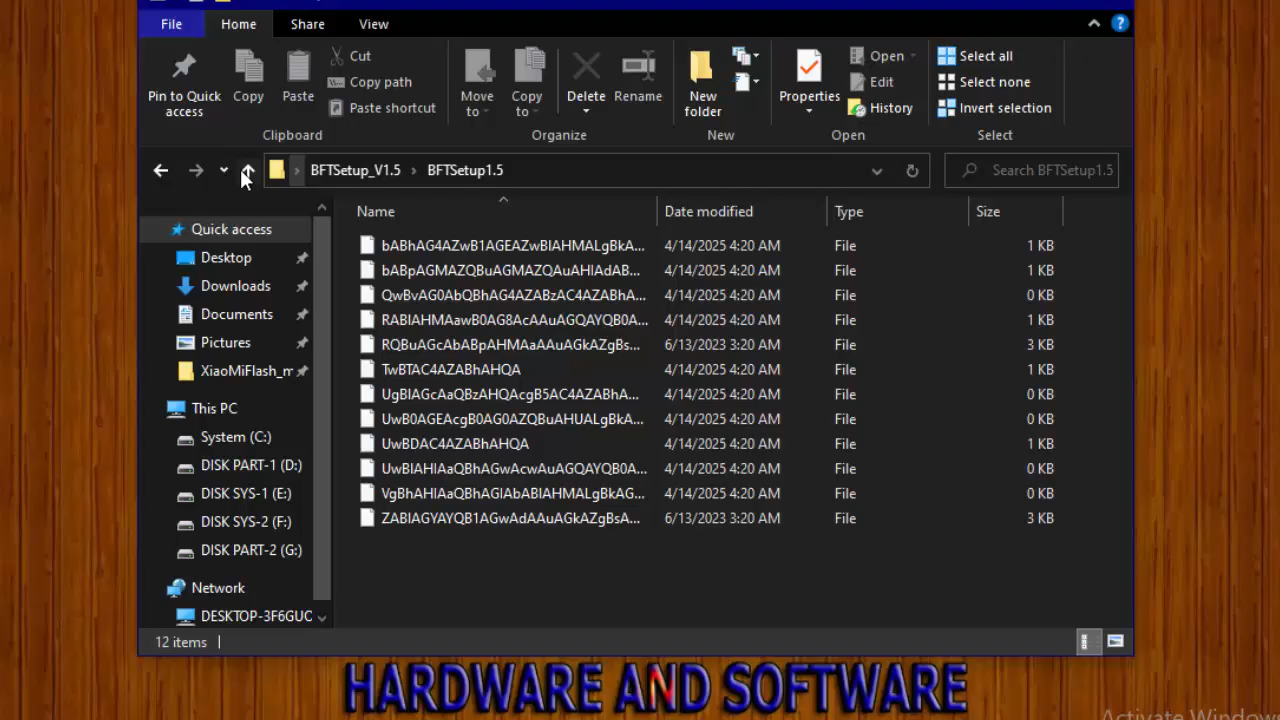 File Home Share View
Pin to Quick access
Copy
Paste
Cut
Copy path
Paste shortcut
Clipboard
Move to
Copy to
Delete
Rename
Organize
New folder
New
Properties
Open
Edit
History
Open
Select all
Select none
Invert selection
Select
BFTSetup_V1.5 › BFTSetup1.5
Search BFTSetup1.5
Quick access
Desktop
Downloads
Documents
Pictures
XiaoMiFlash_m
This PC
System (C:)
DISK PART-1 (D:)
DISK SYS-1 (E:)
DISK SYS-2 (F:)
DISK PART-2 (G:)
Network
DESKTOP-3F6GUC
Name Date modified Type Size
bABhAG4AZwB1AGEAZwBlAHMALgBkA... 4/14/2025 4:20 AM File 1 KB
bABpAGMAZQBuAGMAZQAuAHIAdAB... 4/14/2025 4:20 AM File 1 KB
QwBvAG0AbQBhAG4AZABzAC4AZABhA... 4/14/2025 4:20 AM File 0 KB
RABlAHMAawB0AG8AcAAuAGQAYQB0A... 4/14/2025 4:20 AM File 1 KB
RQBuAGcAbABpAHMAaAAuAGkAZgBs... 6/13/2023 3:20 AM File 3 KB
TwBTAC4AZABhAHQA 4/14/2025 4:20 AM File 1 KB
UgBlAGcAaQBzAHQAcgB5AC4AZABhA... 4/14/2025 4:20 AM File 0 KB
UwB0AGEAcgB0AG0AZQBuAHUALgBkA... 4/14/2025 4:20 AM File 0 KB
UwBDAC4AZABhAHQA 4/14/2025 4:20 AM File 1 KB
UwBlAHIAaQBhAGwAcwAuAGQAYQB0A... 4/14/2025 4:20 AM File 0 KB
VgBhAHIAaQBhAGIAbABlAHMALgBkAG... 4/14/2025 4:20 AM File 0 KB
ZABlAGYAYQB1AGwAdAAuAGkAZgBsA... 6/13/2023 3:20 AM File 3 KB
12 items
HARDWARE AND SOFTWARE